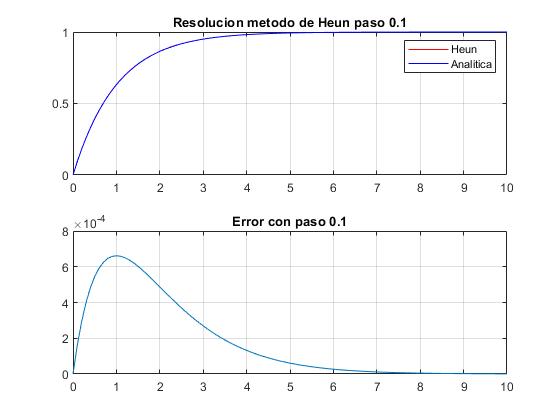 Resolucion metodo de Heun paso 0.1
1
0.5
0
Heun
Analitica
0 1 2 3 4 5 6 7 8 9 10
×10-4
Error con paso 0.1
8
6
4
2
0
0 1 2 3 4 5 6 7 8 9 10